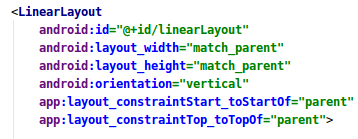 <LinearLayout
    android:id="@+id/linearLayout"
    android:layout_width="match_parent"
    android:layout_height="match_parent"
    android:orientation="vertical"
    app:layout_constraintStart_toStartOf="parent"
    app:layout_constraintTop_toTopOf="parent">